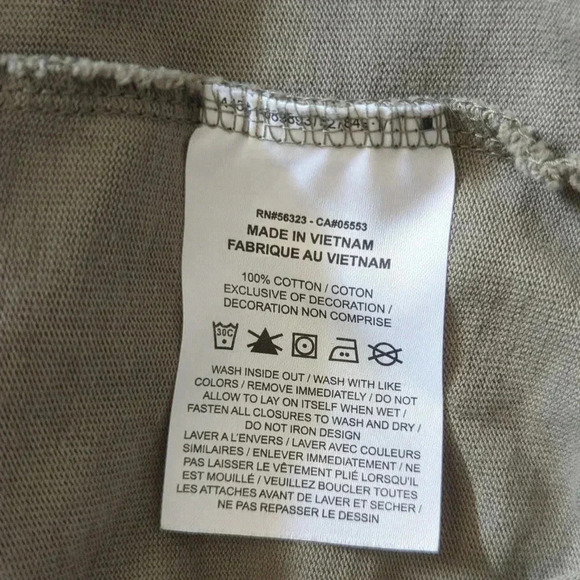 RN#56323 - CA#05553
MADE IN VIETNAM
FABRIQUE AU VIETNAM
100% COTTON / COTON
EXCLUSIVE OF DECORATION /
DECORATION NON COMPRISE
30C
WASH INSIDE OUT / WASH WITH LIKE
COLORS / REMOVE IMMEDIATELY / DO NOT
ALLOW TO LAY ON ITSELF WHEN WET /
FASTEN ALL CLOSURES TO WASH AND DRY /
DO NOT IRON DESIGN
LAVER A L'ENVERS / LAVER AVEC COULEURS
SIMILAIRES / ENLEVER IMMEDIATEMENT / NE
PAS LAISSER LE VÊTEMENT PLIÉ LORSQU'IL
EST MOUILLÉ / VEUILLEZ BOUCLER TOUTES
LES ATTACHES AVANT DE LAVER ET SECHER /
NE PAS REPASSER LE DESSIN